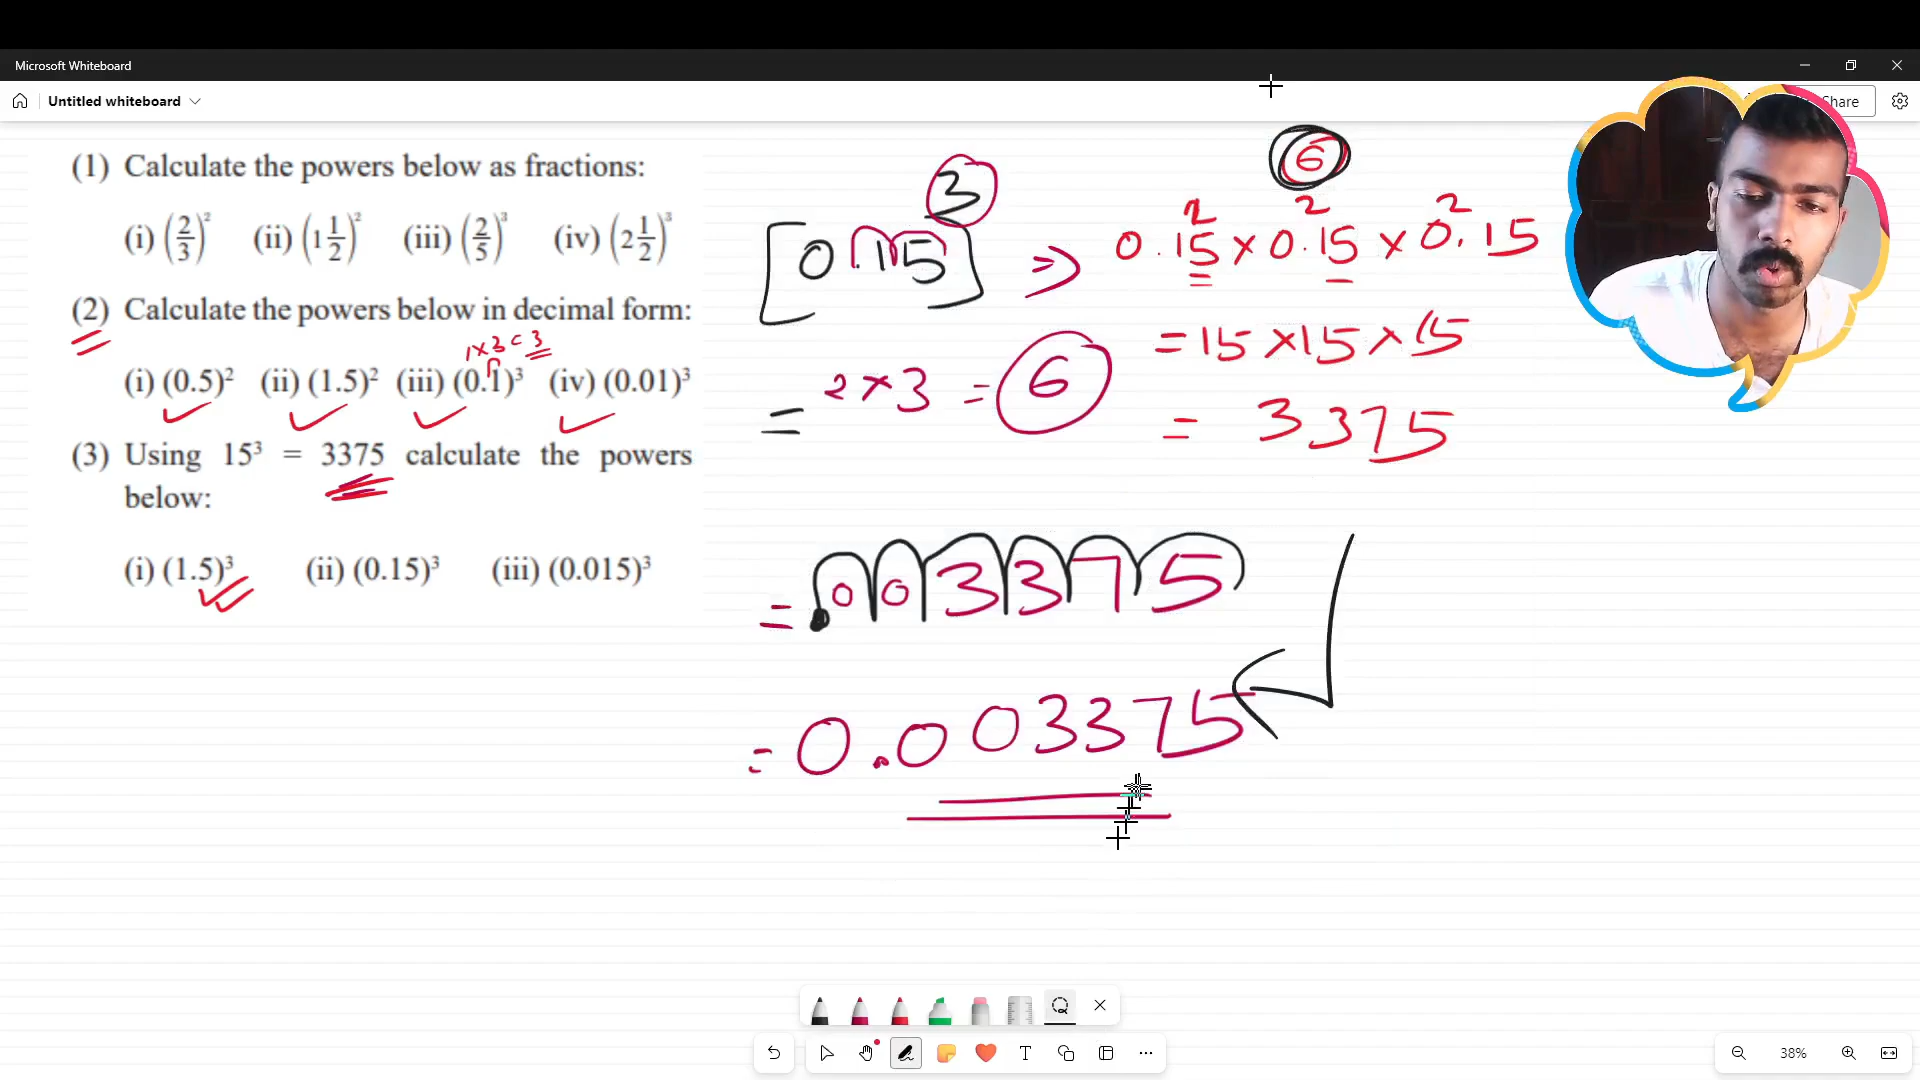 Microsoft Whiteboard
Untitled whiteboard
Share
(1) Calculate the powers below as fractions:
(i) (2/3)² (ii) (1 1/2)² (iii) (2/5)³ (iv) (2 1/2)³
(2) Calculate the powers below in decimal form:
1×3=3
(i) (0.5)² (ii) (1.5)² (iii) (0.1)³ (iv) (0.01)³
(3) Using 15³ = 3375 calculate the powers
below:
(i) (1.5)³ (ii) (0.15)³ (iii) (0.015)³
6
[0.15]³ ⇒ 0.15 × 0.15 × 0.15
2 2 2
= 15 × 15 × 15
= 2 × 3 = 6
= 3375
= .003375
= 0.003375
38%